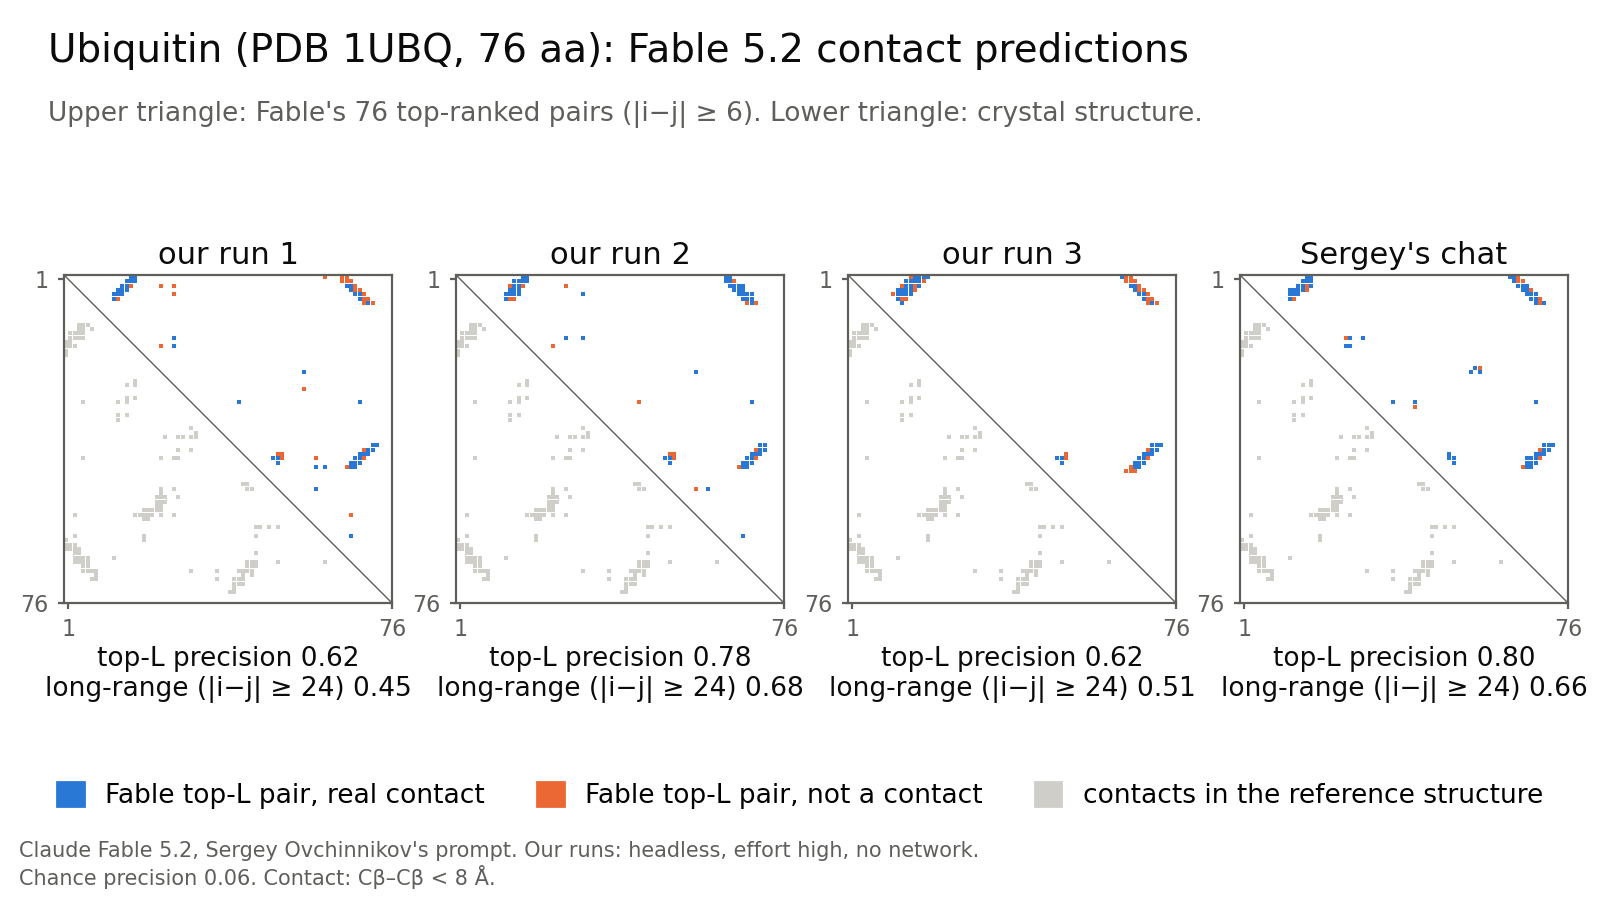 Ubiquitin (PDB 1UBQ, 76 aa): Fable 5.2 contact predictions
Upper triangle: Fable's 76 top-ranked pairs (|i−j| ≥ 6). Lower triangle: crystal structure.
our run 1
our run 2
our run 3
Sergey's chat
1
76
1
76
1
76
1
76
1
76
1
76
1
76
1
76
top-L precision 0.62
long-range (|i−j| ≥ 24) 0.45
top-L precision 0.78
long-range (|i−j| ≥ 24) 0.68
top-L precision 0.62
long-range (|i−j| ≥ 24) 0.51
top-L precision 0.80
long-range (|i−j| ≥ 24) 0.66
Fable top-L pair, real contact
Fable top-L pair, not a contact
contacts in the reference structure
Claude Fable 5.2, Sergey Ovchinnikov's prompt. Our runs: headless, effort high, no network.
Chance precision 0.06. Contact: Cβ–Cβ < 8 Å.